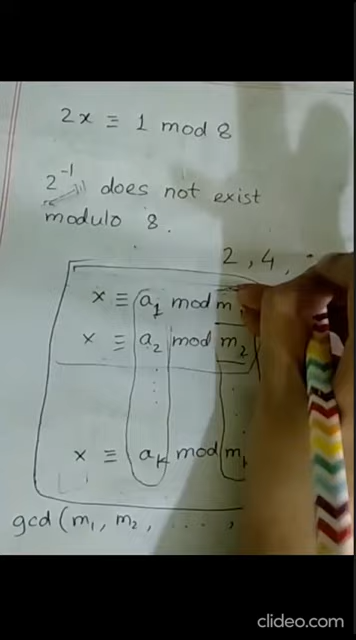 2x ≡ 1 mod 8
2⁻¹ does not exist
modulo 8.
2, 4,
x ≡ a₁ mod m₁
x ≡ a₂ mod m₂
x ≡ aₖ mod mₖ
gcd(m₁, m₂, ....,
clideo.com